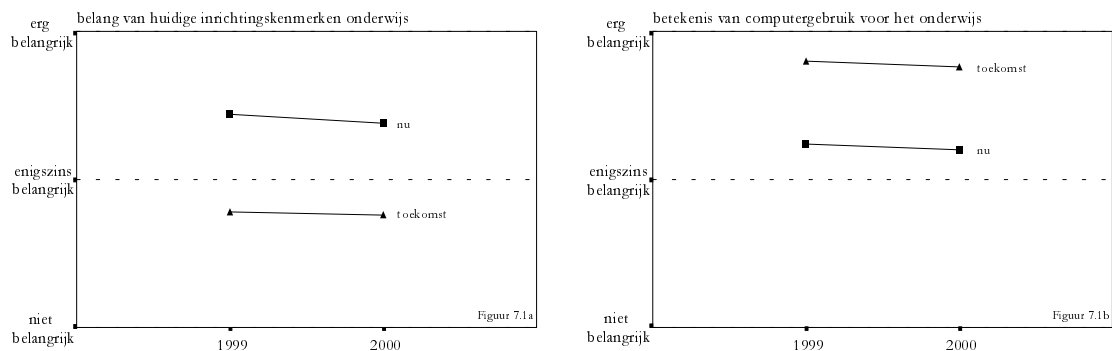 belang van huidige inrichtingskenmerken onderwijs
erg
belangrijk
nu
enigszins
belangrijk
toekomst
niet
belangrijk
Figuur 7.1a
1999 2000
betekenis van computergebruik voor het onderwijs
erg
belangrijk
toekomst
nu
enigszins
belangrijk
niet
belangrijk
Figuur 7.1b
1999 2000